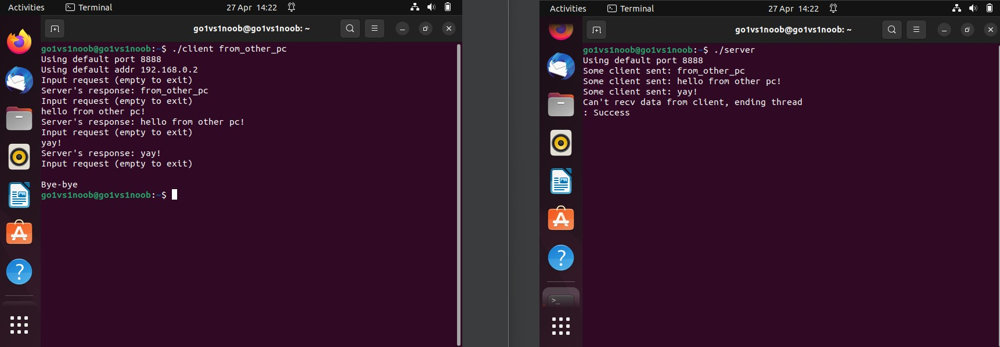 Activities
Terminal
27 Apr 14:22
go1vs1noob@go1vs1noob: ~
go1vs1noob@go1vs1noob:~$ ./client from_other_pc
Using default port 8888
Using default addr 192.168.0.2
Input request (empty to exit)
Server's response: from_other_pc
Input request (empty to exit)
hello from other pc!
Server's response: hello from other pc!
Input request (empty to exit)
yay!
Server's response: yay!
Input request (empty to exit)
Bye-bye
go1vs1noob@go1vs1noob:~$
Activities
Terminal
27 Apr 14:22
go1vs1noob@go1vs1noob: ~
go1vs1noob@go1vs1noob:~$ ./server
Using default port 8888
Some client sent: from_other_pc
Some client sent: hello from other pc!
Some client sent: yay!
Can't recv data from client, ending thread
: Success